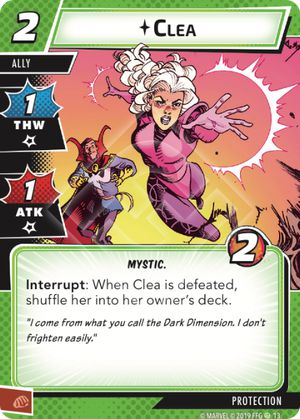 2
CLEA
ALLY
1
THW
1
ATK
2
MYSTIC.
Interrupt: When Clea is defeated,
shuffle her into her owner's deck.
"I come from what you call the Dark Dimension. I don't
frighten easily."
PROTECTION
© MARVEL © 2019 FFG 13